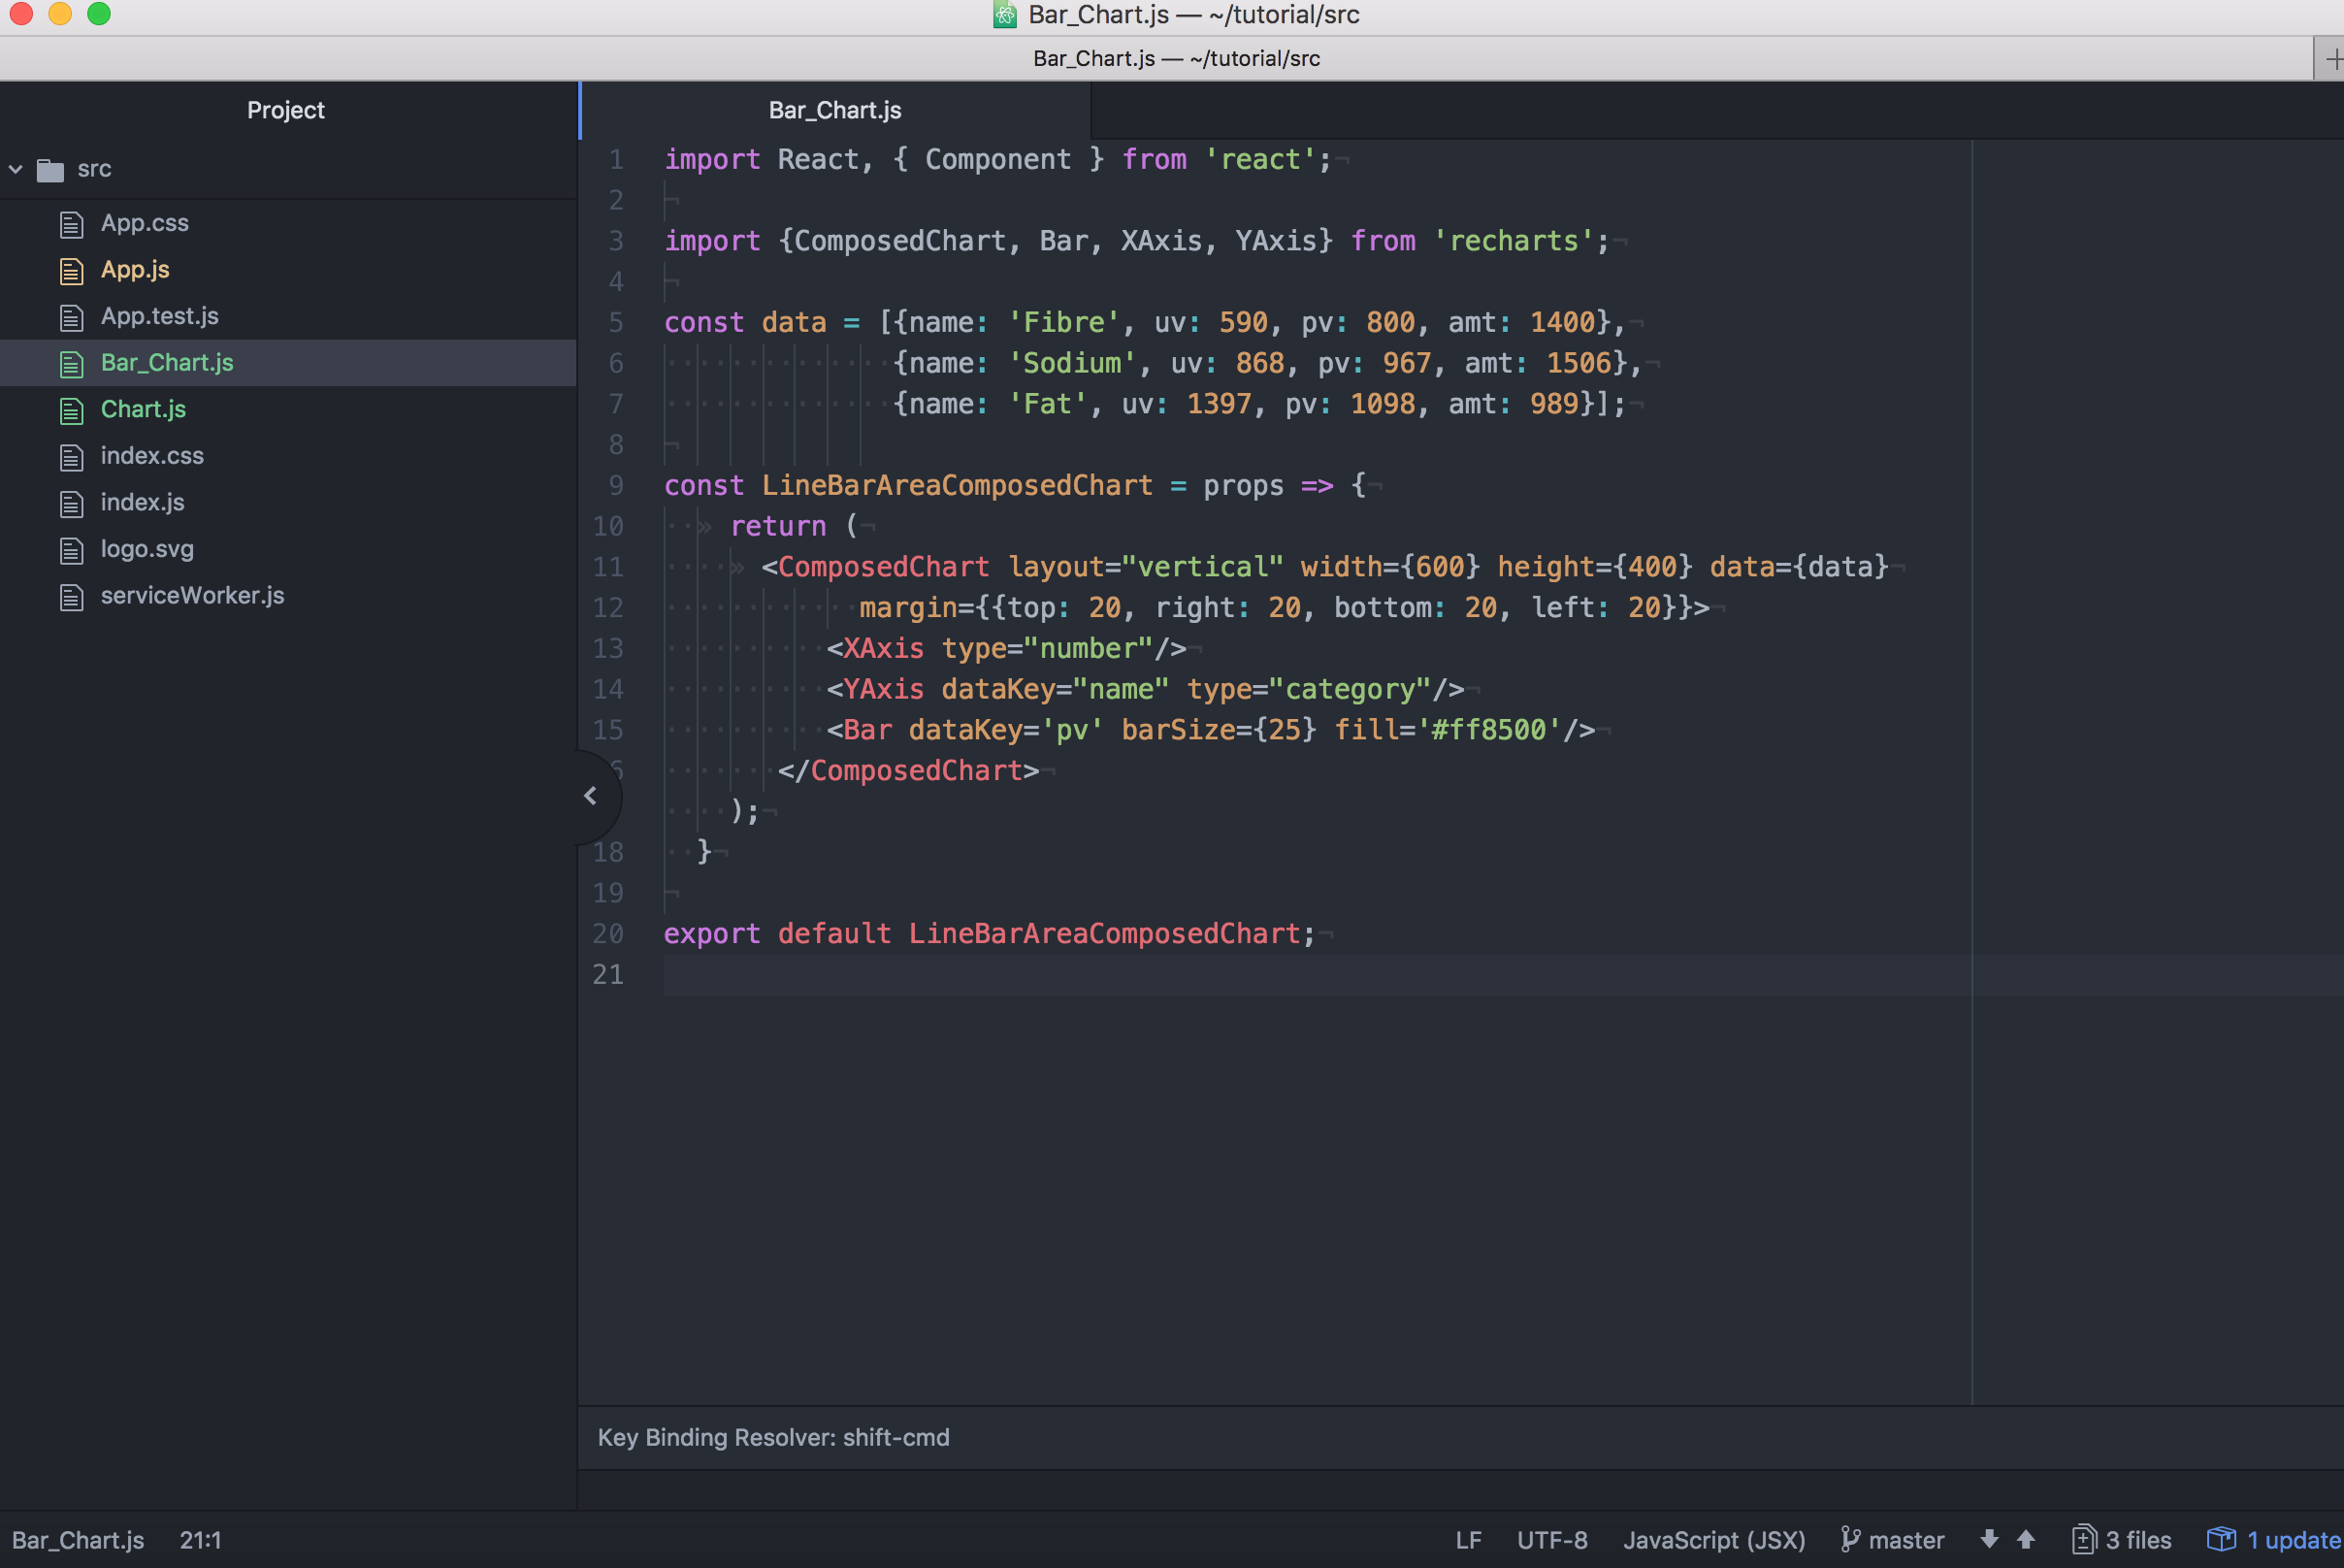 Bar_Chart.js — ~/tutorial/src
Bar_Chart.js — ~/tutorial/src
Project
src
App.css
App.js
App.test.js
Bar_Chart.js
Chart.js
index.css
index.js
logo.svg
serviceWorker.js
Bar_Chart.js
1 import React, { Component } from 'react';
2
3 import {ComposedChart, Bar, XAxis, YAxis} from 'recharts';
4
5 const data = [{name: 'Fibre', uv: 590, pv: 800, amt: 1400},
6 {name: 'Sodium', uv: 868, pv: 967, amt: 1506},
7 {name: 'Fat', uv: 1397, pv: 1098, amt: 989}];
8
9 const LineBarAreaComposedChart = props => {
10 return (
11 <ComposedChart layout="vertical" width={600} height={400} data={data}
12 margin={{top: 20, right: 20, bottom: 20, left: 20}}>
13 <XAxis type="number"/>
14 <YAxis dataKey="name" type="category"/>
15 <Bar dataKey='pv' barSize={25} fill='#ff8500'/>
6 </ComposedChart>
);
18 }
19
20 export default LineBarAreaComposedChart;
21
Key Binding Resolver: shift-cmd
Bar_Chart.js 21:1 LF UTF-8 JavaScript (JSX) master 3 files 1 update